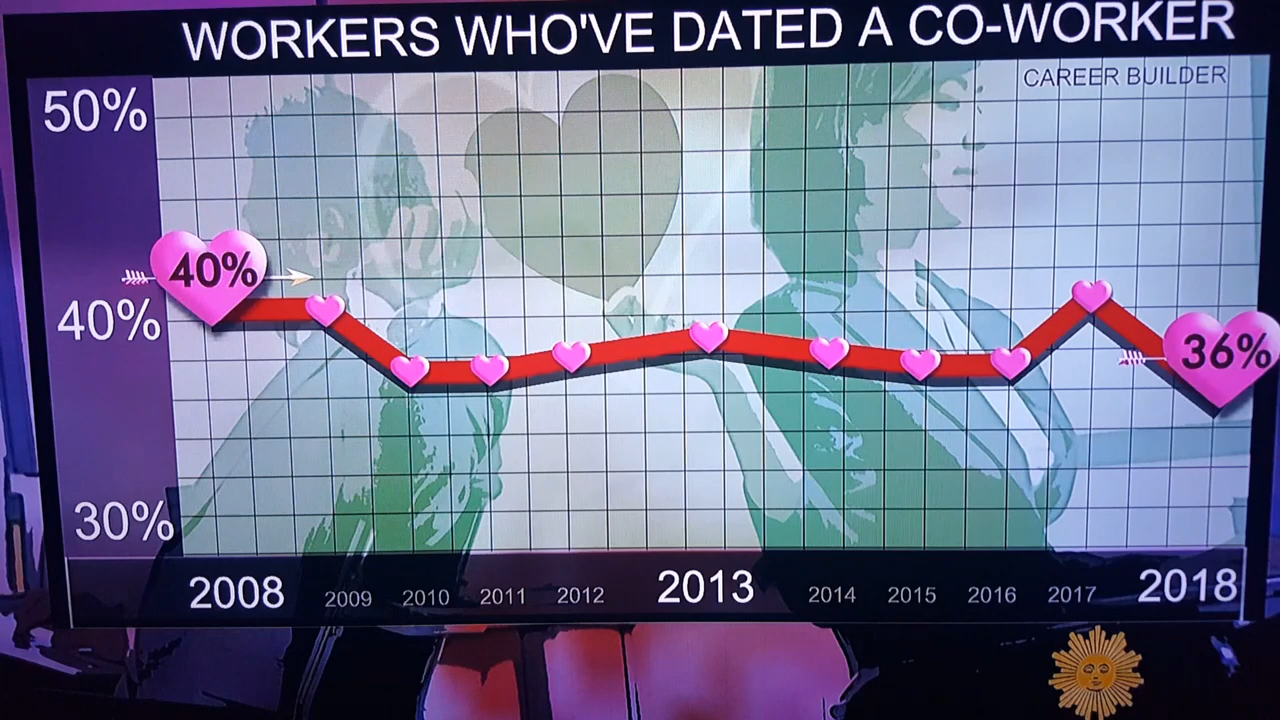 WORKERS WHO'VE DATED A CO-WORKER
CAREER BUILDER
50%
40%
40%
36%
30%
2008 2009 2010 2011 2012 2013 2014 2015 2016 2017 2018